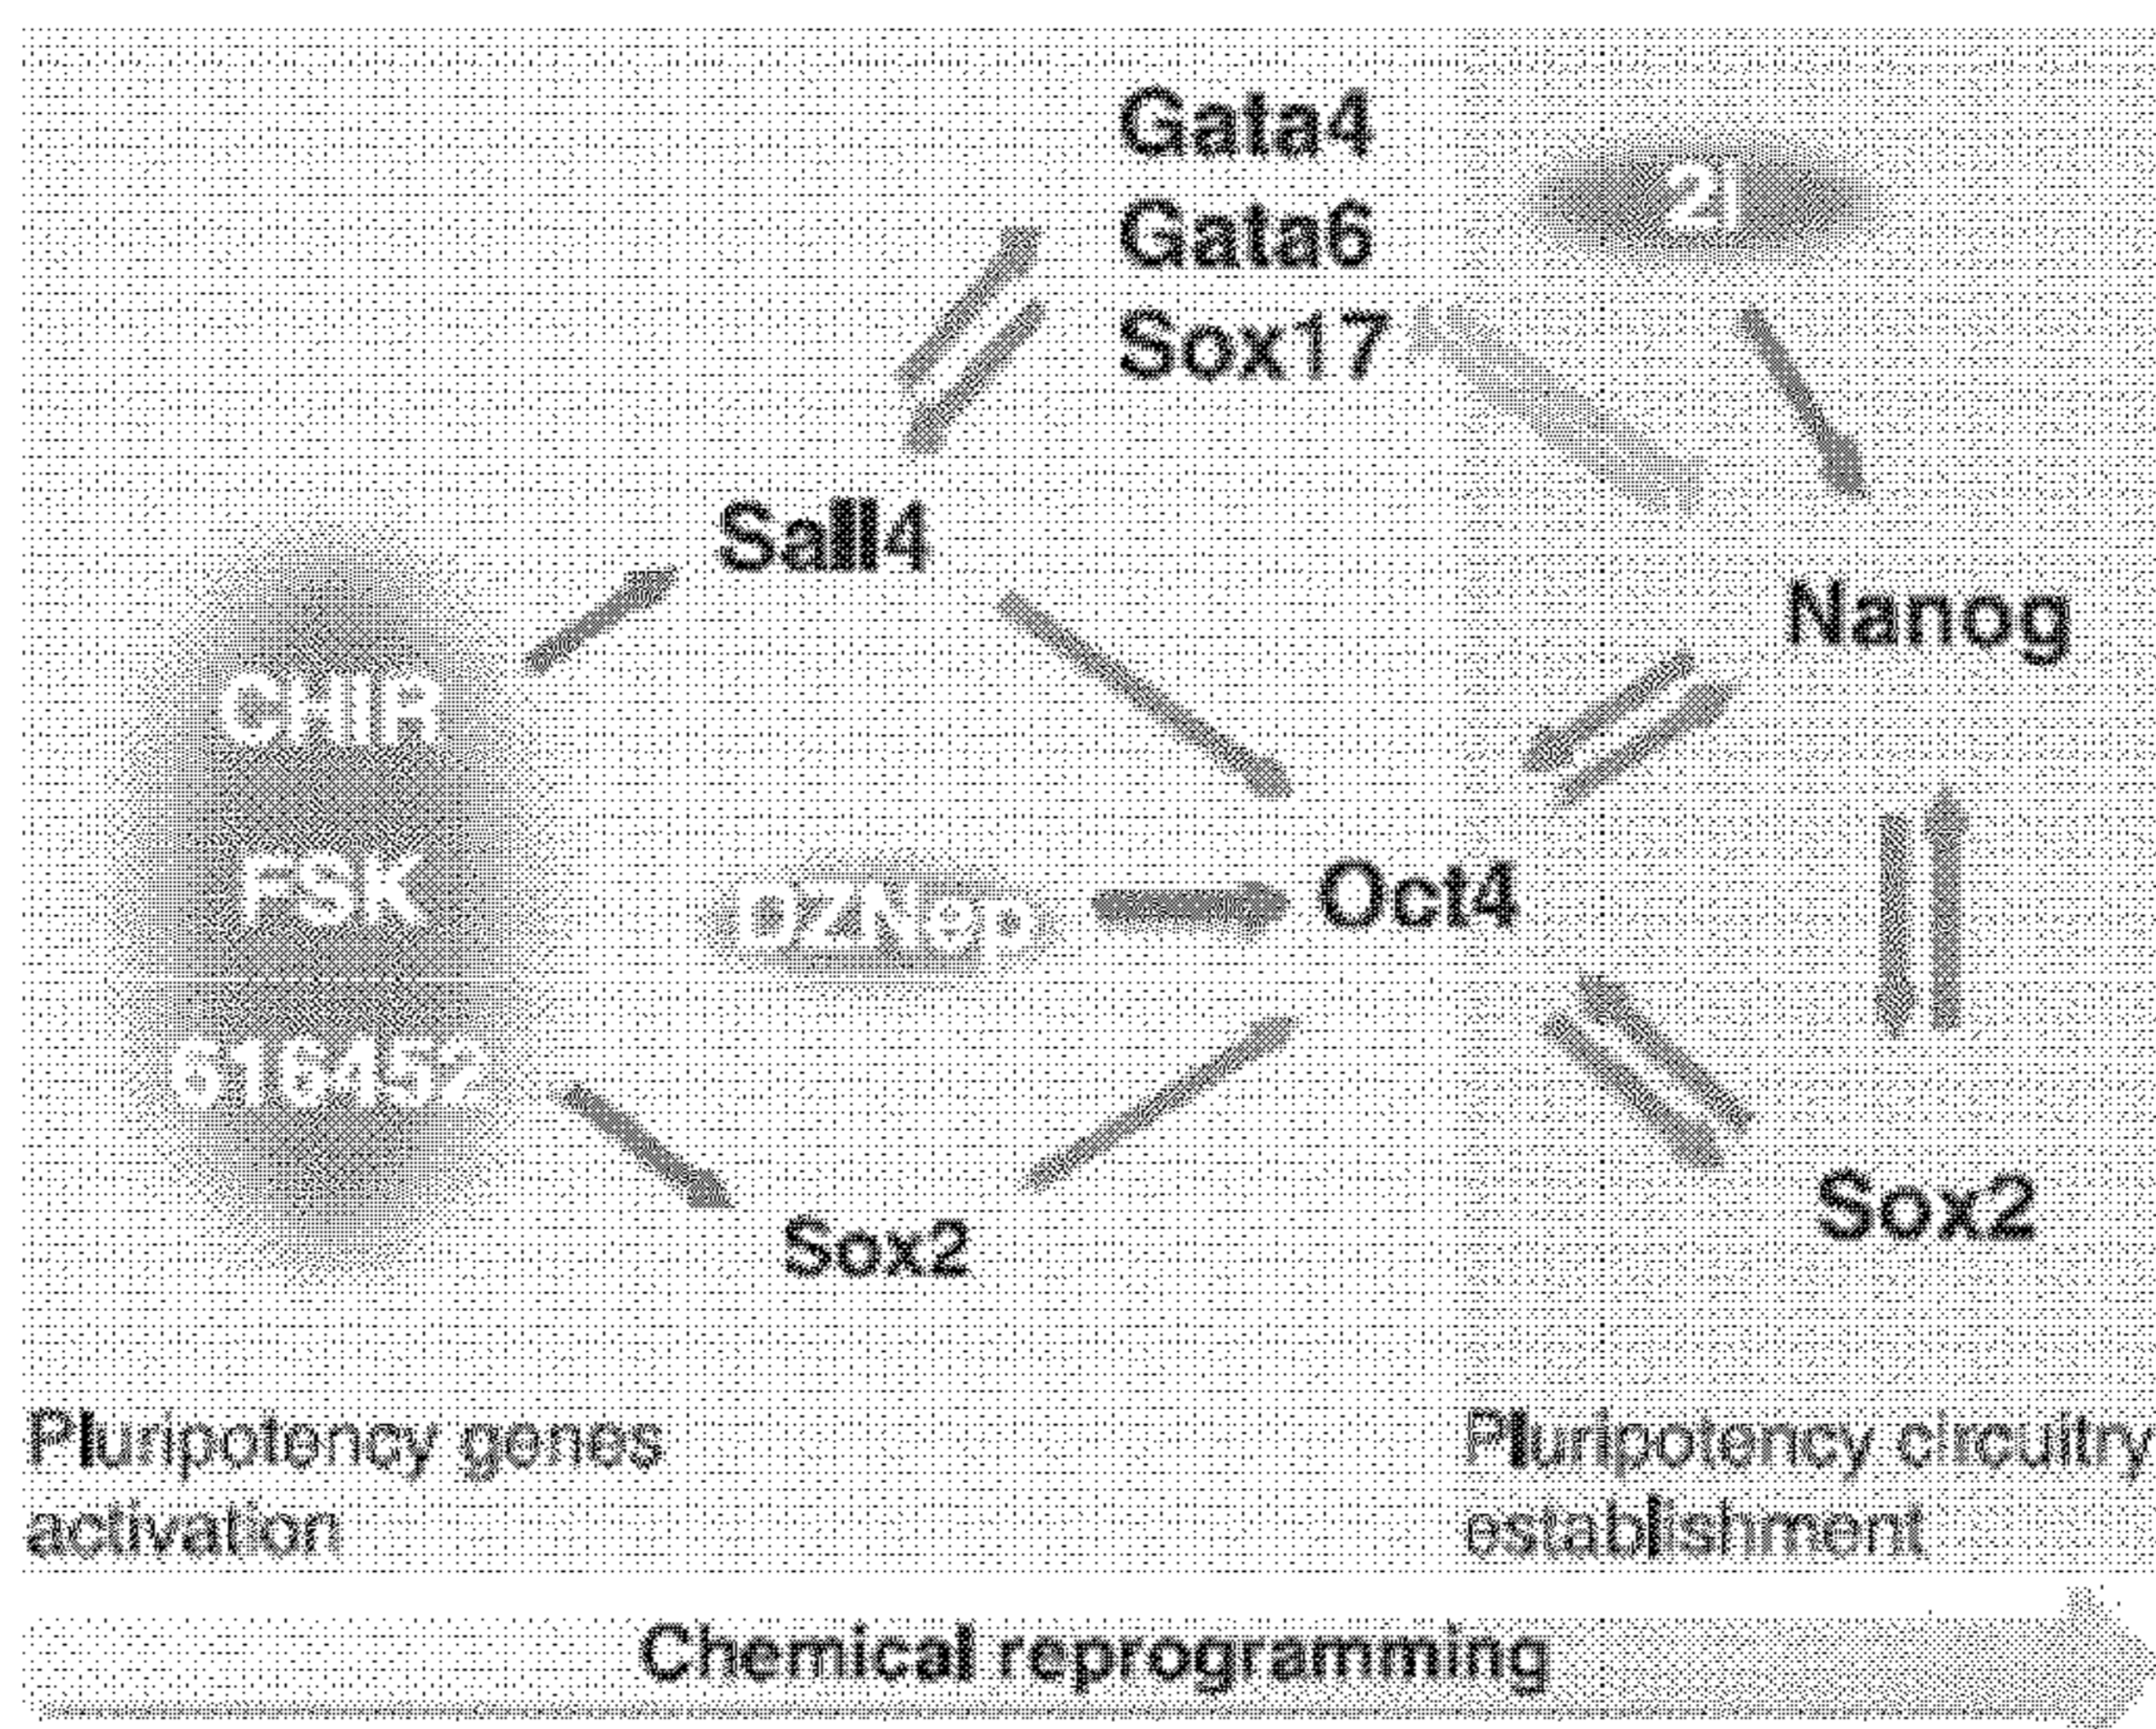 Gata4
Gata6
Sox17
2i
Sall4
Nanog
CHIR
FSK
616452
DZNep
Oct4
Sox2
Sox2
Pluripotency genes
activation
Pluripotency circuitry
establishment
Chemical reprogramming